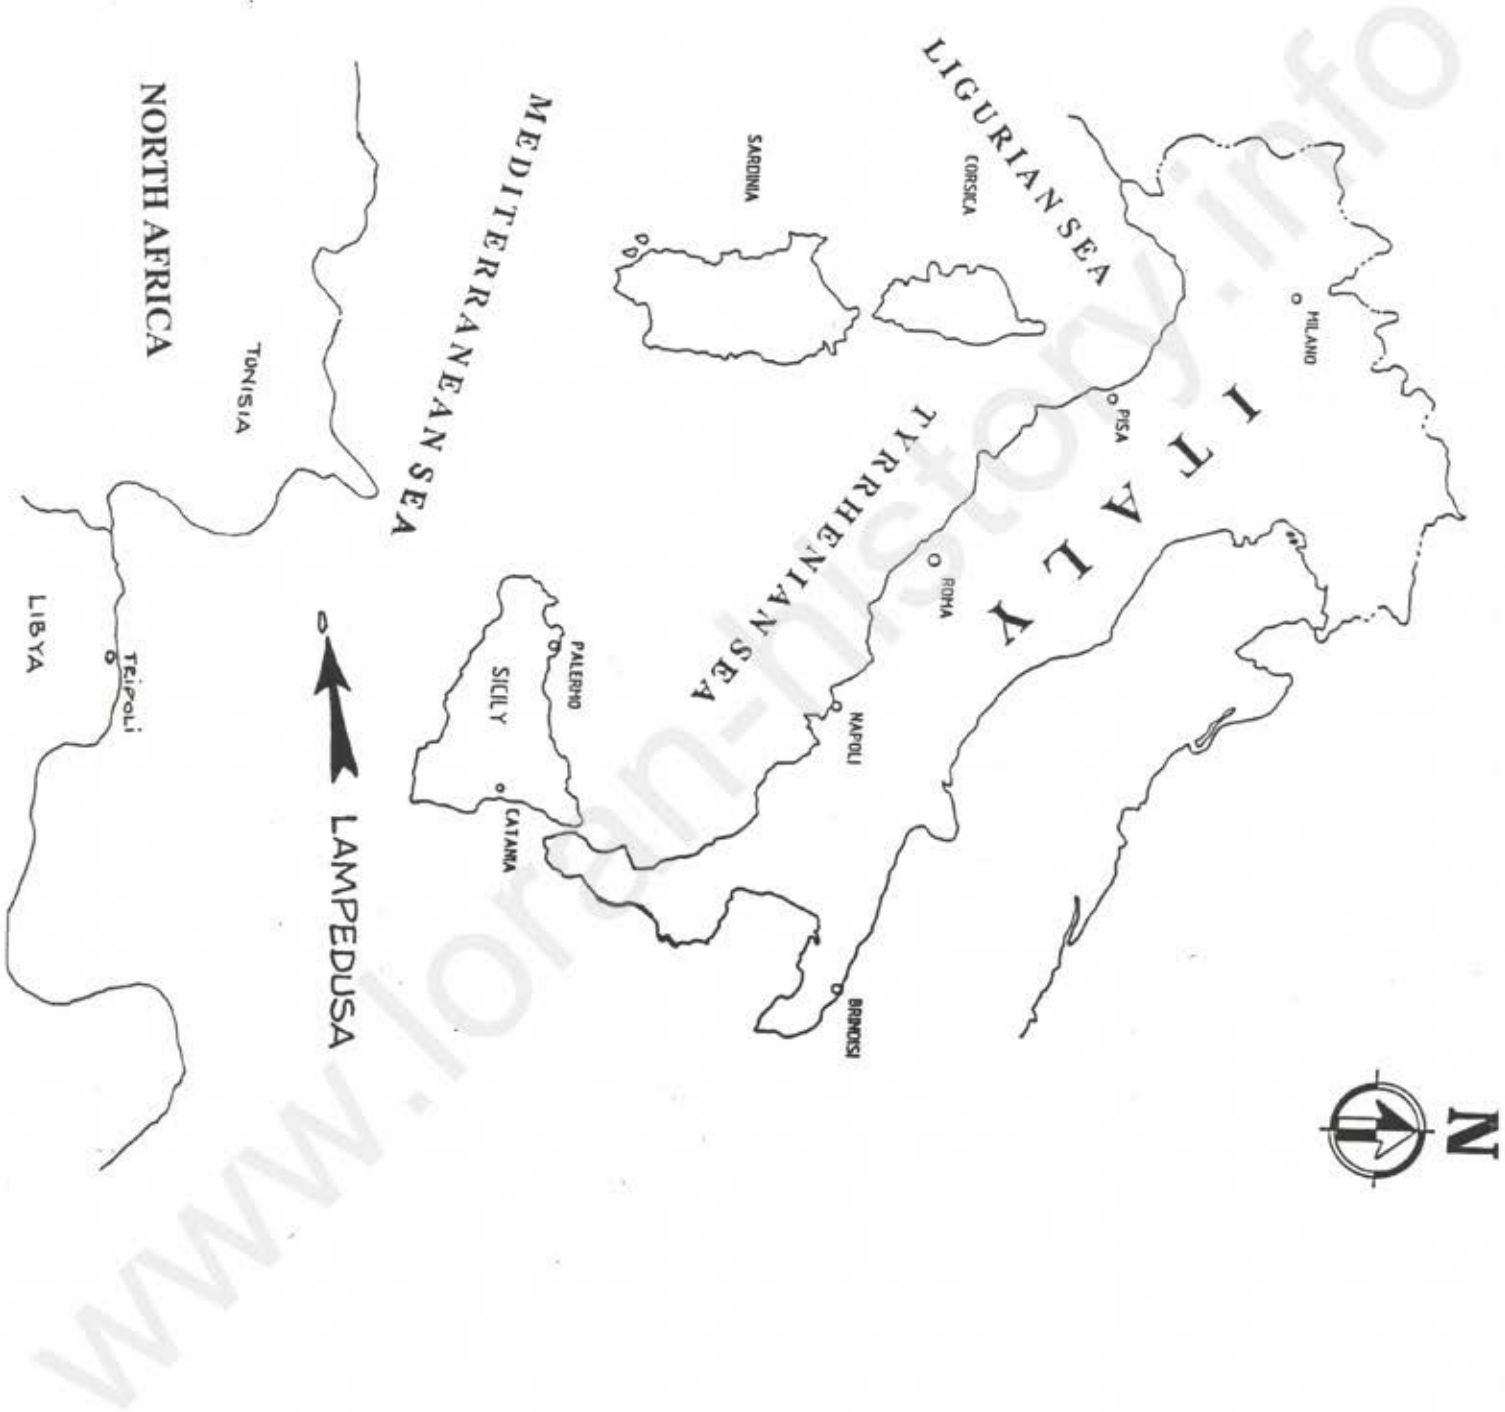 N
MILANO
ITALY
LIGURIAN SEA
PISA
CORSICA
ROMA
TYRRHENIAN SEA
NAPOLI
BRINDISI
SARDINIA
PALERMO
SICILY
CATANIA
MEDITERRANEAN SEA
LAMPEDUSA
TUNISIA
NORTH AFRICA
TRIPOLI
LIBYA
www.loran-history.info